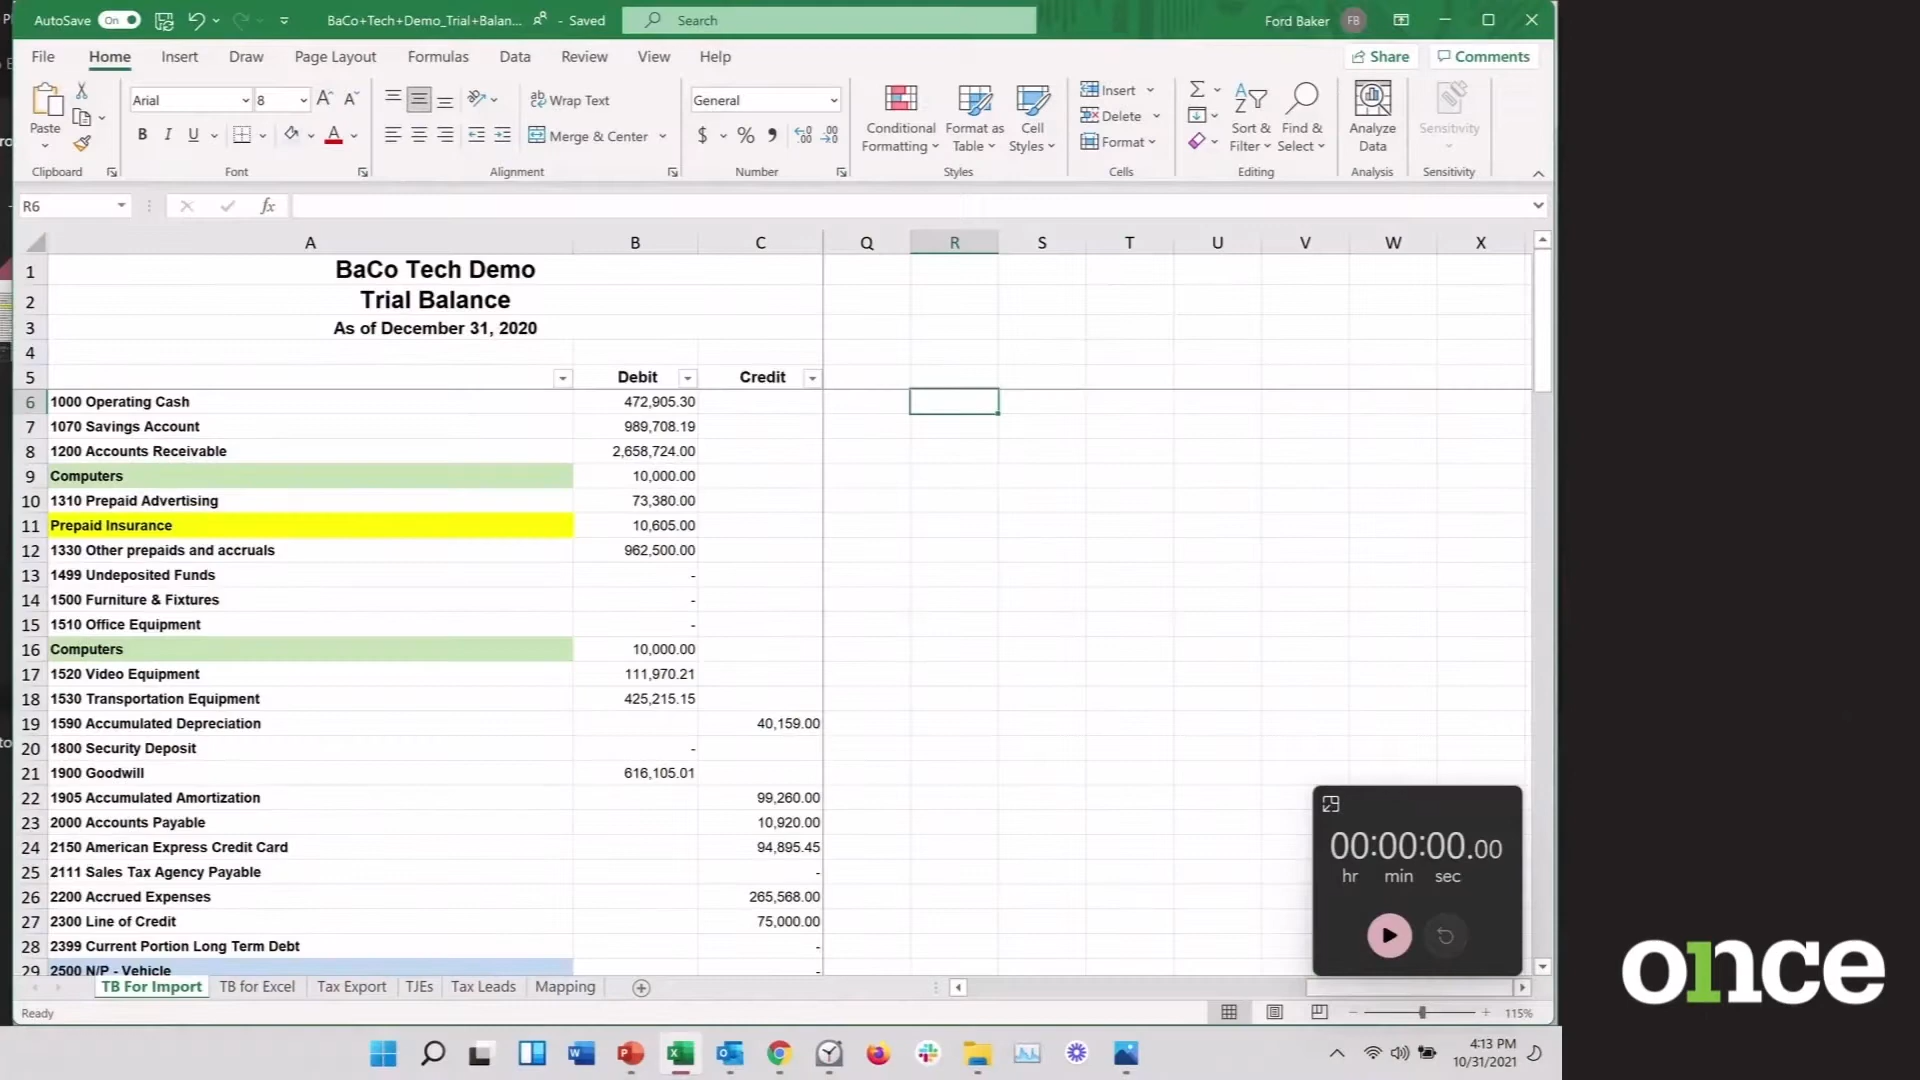 AutoSave On BaCo+Tech+Demo_Trial+Balan... - Saved Search Ford Baker FB
File Home Insert Draw Page Layout Formulas Data Review View Help Share Comments
Arial 8 Wrap Text General Insert
Paste B I U Merge & Center $ % Conditional Formatting Format as Table Cell Styles Delete Format Sort & Filter Find & Select Analyze Data Sensitivity
Clipboard Font Alignment Number Styles Cells Editing Analysis Sensitivity
R6 fx
A B C Q R S T U V W X
1 BaCo Tech Demo
2 Trial Balance
3 As of December 31, 2020
4
5 Debit Credit
6 1000 Operating Cash 472,905.30
7 1070 Savings Account 989,708.19
8 1200 Accounts Receivable 2,658,724.00
9 Computers 10,000.00
10 1310 Prepaid Advertising 73,380.00
11 Prepaid Insurance 10,605.00
12 1330 Other prepaids and accruals 962,500.00
13 1499 Undeposited Funds -
14 1500 Furniture & Fixtures -
15 1510 Office Equipment -
16 Computers 10,000.00
17 1520 Video Equipment 111,970.21
18 1530 Transportation Equipment 425,215.15
19 1590 Accumulated Depreciation 40,159.00
20 1800 Security Deposit -
21 1900 Goodwill 616,105.01
22 1905 Accumulated Amortization 99,260.00
23 2000 Accounts Payable 10,920.00
24 2150 American Express Credit Card 94,895.45
25 2111 Sales Tax Agency Payable -
26 2200 Accrued Expenses 265,568.00
27 2300 Line of Credit 75,000.00
28 2399 Current Portion Long Term Debt -
29 2500 N/P - Vehicle -
00:00:00.00
hr min sec
TB For Import TB for Excel Tax Export TJEs Tax Leads Mapping
Ready 115%
4:13 PM
10/31/2021
once